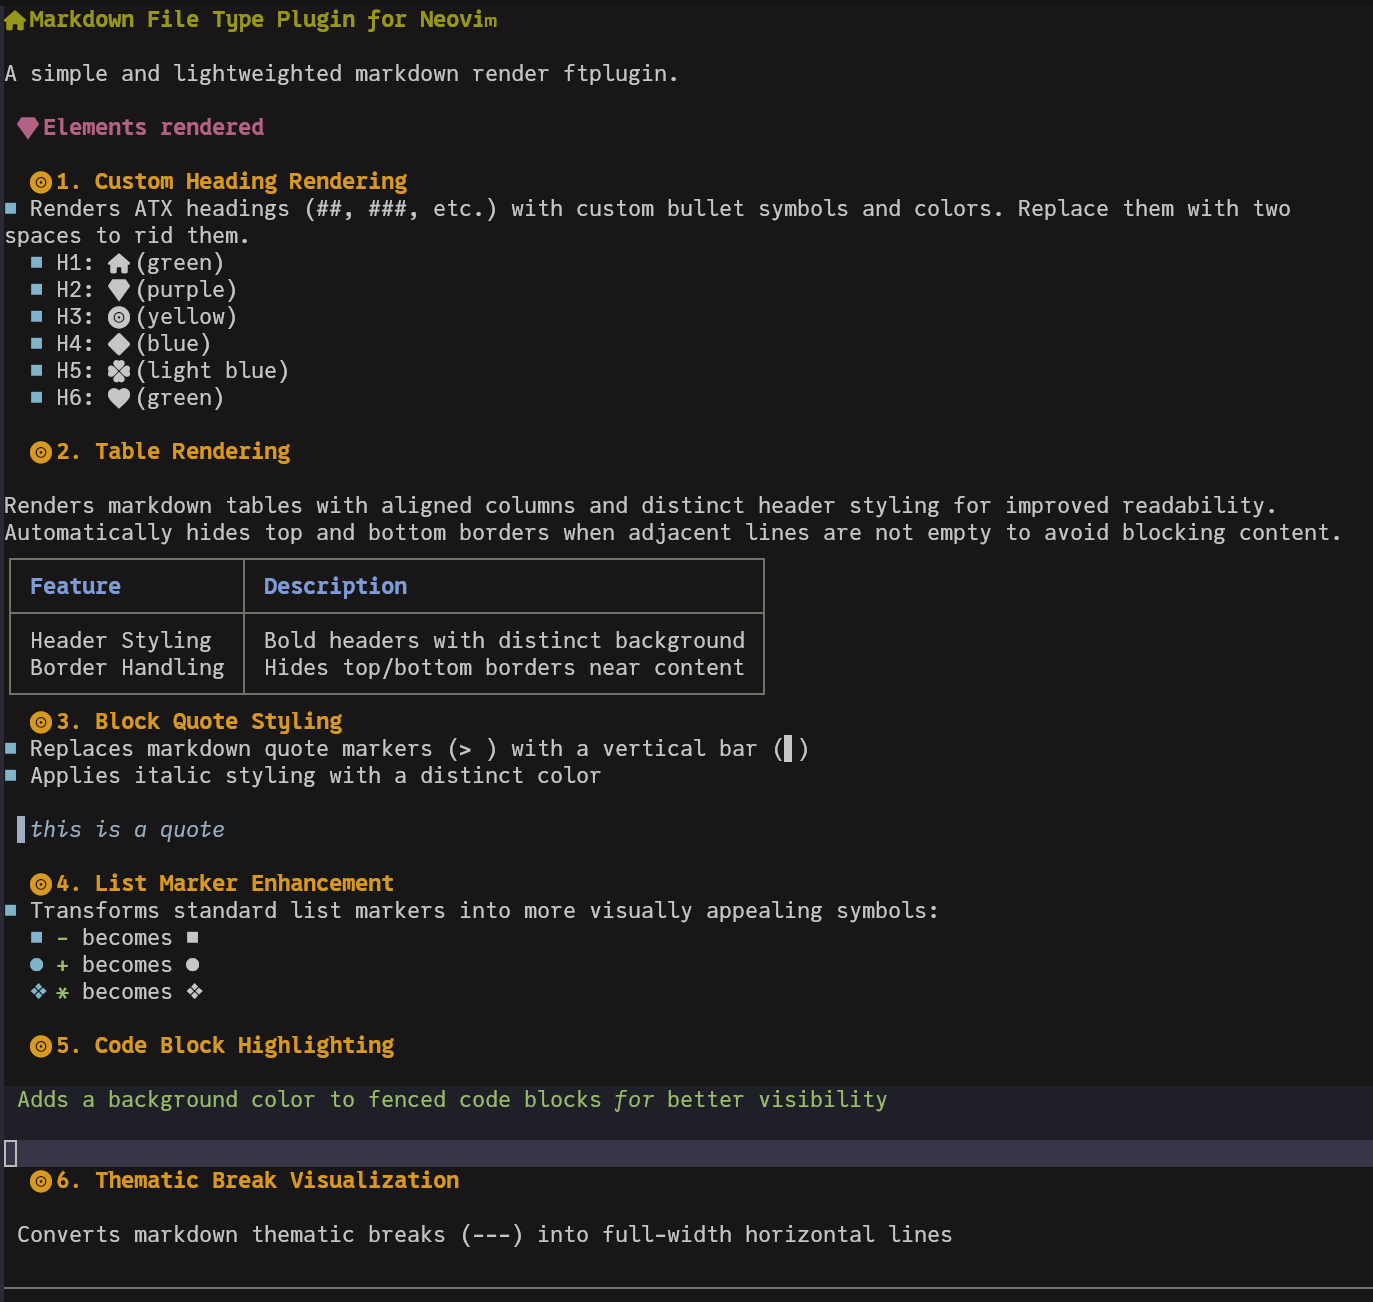 Markdown File Type Plugin for Neovim
A simple and lightweighted markdown render ftplugin.
Elements rendered
1. Custom Heading Rendering
■ Renders ATX headings (##, ###, etc.) with custom bullet symbols and colors. Replace them with two
spaces to rid them.
■ H1: (green)
■ H2: (purple)
■ H3: (yellow)
■ H4: ◆ (blue)
■ H5: (light blue)
■ H6: ♥ (green)
2. Table Rendering
Renders markdown tables with aligned columns and distinct header styling for improved readability.
Automatically hides top and bottom borders when adjacent lines are not empty to avoid blocking content.
Feature Description
Header Styling Bold headers with distinct background
Border Handling Hides top/bottom borders near content
3. Block Quote Styling
■ Replaces markdown quote markers (> ) with a vertical bar (▋)
■ Applies italic styling with a distinct color
▋this is a quote
4. List Marker Enhancement
■ Transforms standard list markers into more visually appealing symbols:
■ - becomes ■
● + becomes ●
❖ * becomes ❖
5. Code Block Highlighting
Adds a background color to fenced code blocks for better visibility
6. Thematic Break Visualization
Converts markdown thematic breaks (---) into full-width horizontal lines